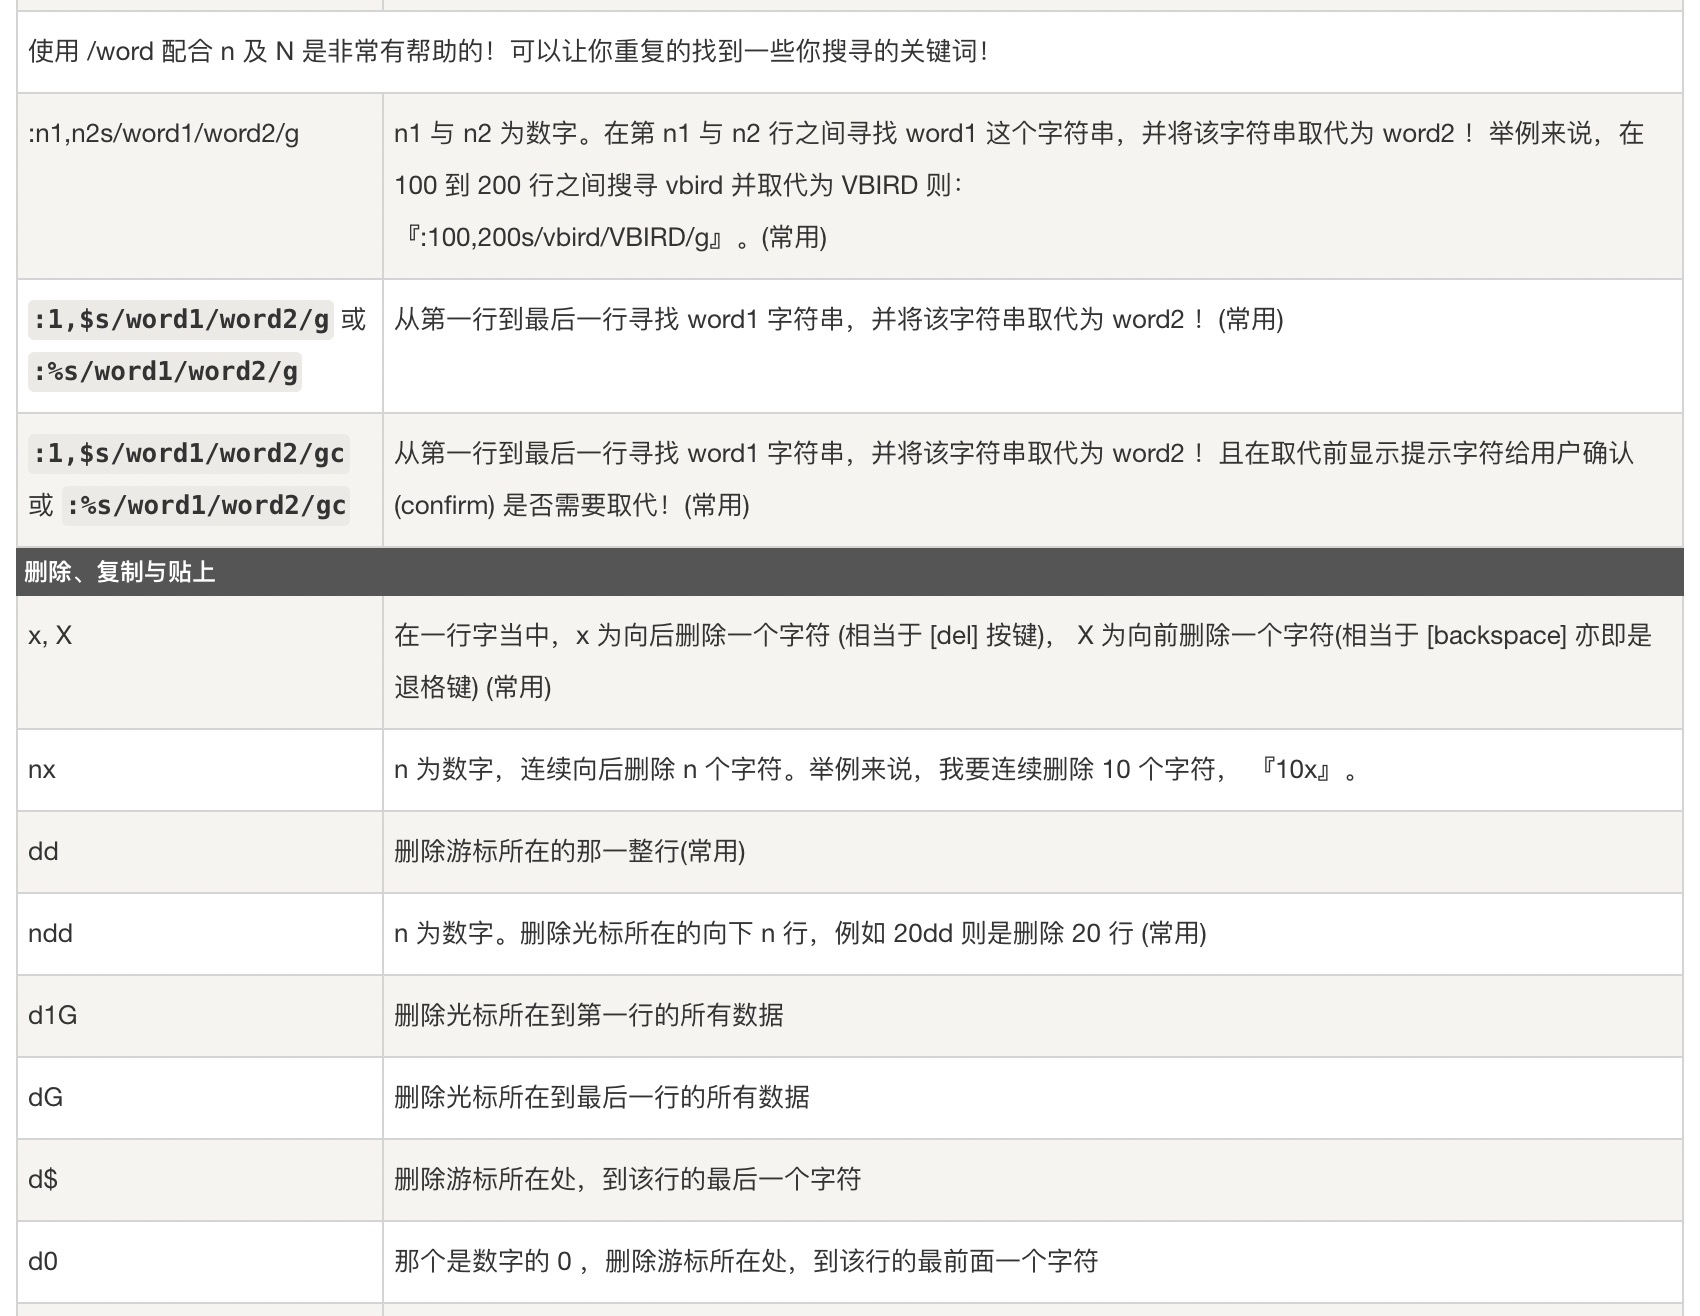 使用 /word 配合 n 及 N 是非常有帮助的！可以让你重复的找到一些你搜寻的关键词！
:n1,n2s/word1/word2/g
n1 与 n2 为数字。在第 n1 与 n2 行之间寻找 word1 这个字符串，并将该字符串取代为 word2 ！举例来说，在
100 到 200 行之间搜寻 vbird 并取代为 VBIRD 则：
『:100,200s/vbird/VBIRD/g』。(常用)
:1,$s/word1/word2/g 或
:%s/word1/word2/g
从第一行到最后一行寻找 word1 字符串，并将该字符串取代为 word2 ！(常用)
:1,$s/word1/word2/gc
或 :%s/word1/word2/gc
从第一行到最后一行寻找 word1 字符串，并将该字符串取代为 word2 ！且在取代前显示提示字符给用户确认
(confirm) 是否需要取代！(常用)
删除、复制与贴上
x, X
在一行字当中，x 为向后删除一个字符 (相当于 [del] 按键)， X 为向前删除一个字符(相当于 [backspace] 亦即是
退格键) (常用)
nx
n 为数字，连续向后删除 n 个字符。举例来说，我要连续删除 10 个字符， 『10x』。
dd
删除游标所在的那一整行(常用)
ndd
n 为数字。删除光标所在的向下 n 行，例如 20dd 则是删除 20 行 (常用)
d1G
删除光标所在到第一行的所有数据
dG
删除光标所在到最后一行的所有数据
d$
删除游标所在处，到该行的最后一个字符
d0
那个是数字的 0 ，删除游标所在处，到该行的最前面一个字符